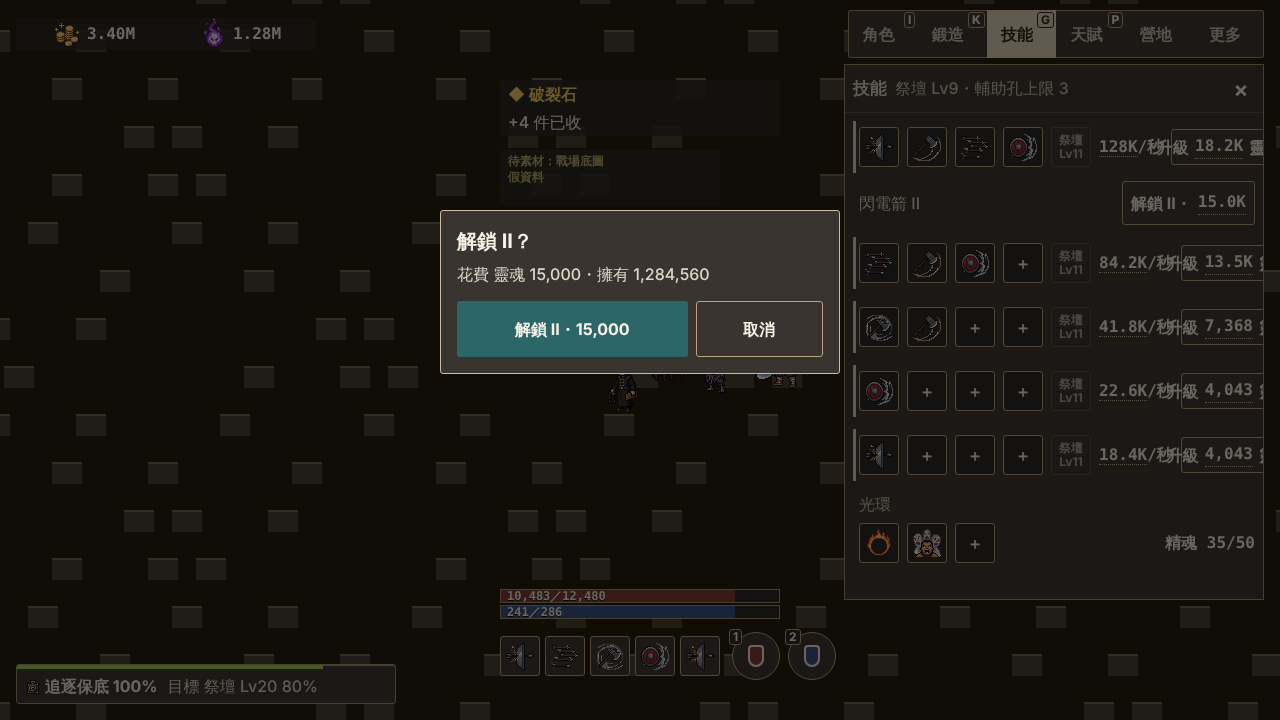 3.40M
1.28M
角色 I
鍛造 K
技能 G
天賦 P
營地
更多
◆ 破裂石
+4 件已收
待素材：戰場底圖
假資料
技能 祭壇 Lv9・輔助孔上限 3 ×
祭壇 Lv11 128K/秒 升級 18.2K
閃電箭 II 解鎖 II・ 15.0K
+ 祭壇 Lv11 84.2K/秒 升級 13.5K
+ + 祭壇 Lv11 41.8K/秒 升級 7,368
+ + + 祭壇 Lv11 22.6K/秒 升級 4,043
+ + + 祭壇 Lv11 18.4K/秒 升級 4,043
光環
+ 精魂 35/50
解鎖 II？
花費 靈魂 15,000・擁有 1,284,560
解鎖 II・15,000
取消
10,483／12,480
241／286
1
2
追逐保底 100% 目標 祭壇 Lv20 80%